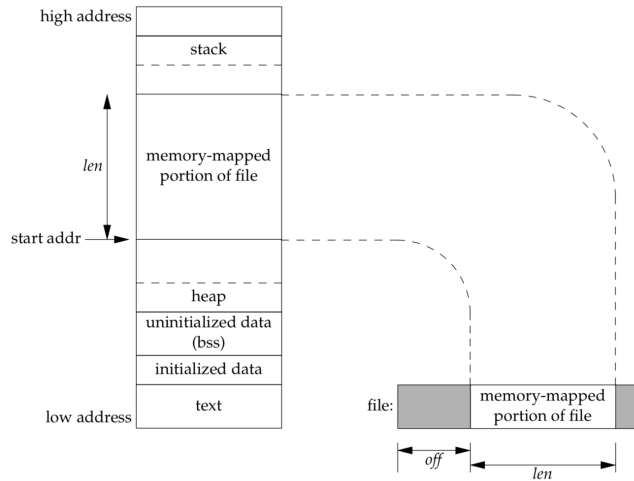 high address
stack
len
memory-mapped
portion of file
start addr
heap
uninitialized data
(bss)
initialized data
low address
text
file:
memory-mapped
portion of file
off
len